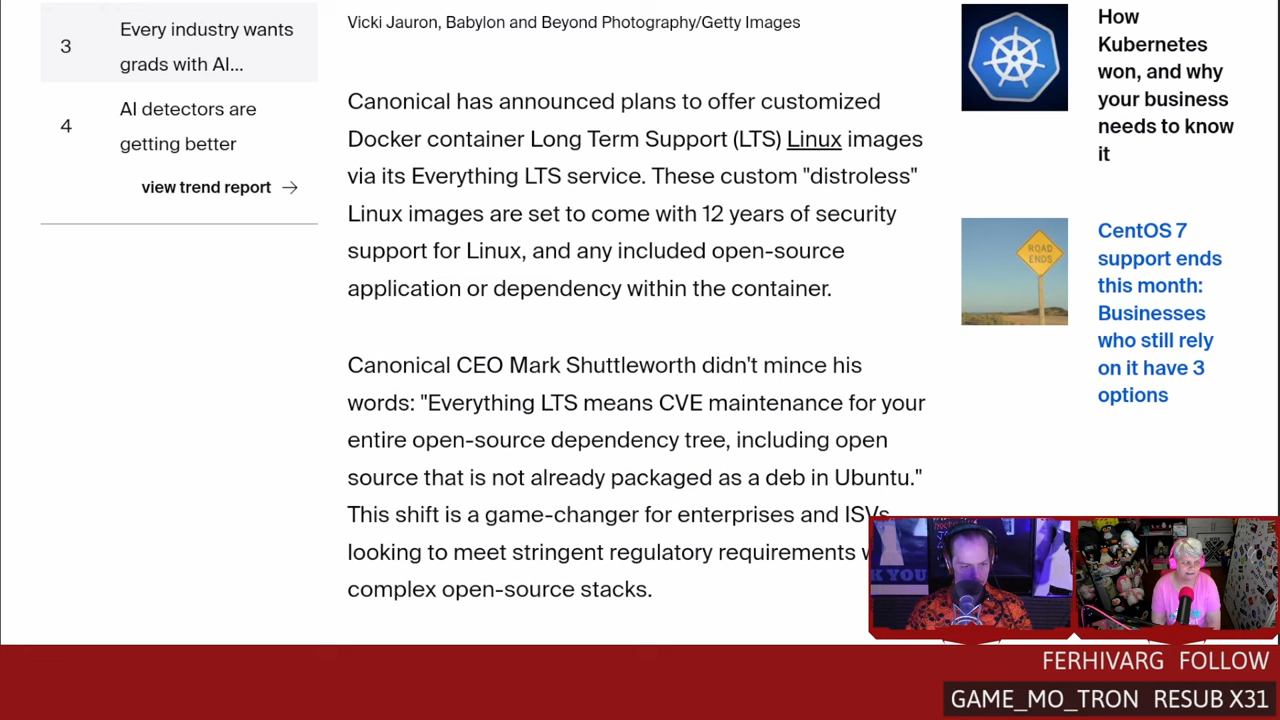 3
Every industry wants
grads with AI...
4
AI detectors are
getting better
view trend report →
Vicki Jauron, Babylon and Beyond Photography/Getty Images
Canonical has announced plans to offer customized
Docker container Long Term Support (LTS) Linux images
via its Everything LTS service. These custom "distroless"
Linux images are set to come with 12 years of security
support for Linux, and any included open-source
application or dependency within the container.
Canonical CEO Mark Shuttleworth didn't mince his
words: "Everything LTS means CVE maintenance for your
entire open-source dependency tree, including open
source that is not already packaged as a deb in Ubuntu."
This shift is a game-changer for enterprises and ISVs
looking to meet stringent regulatory requirements
complex open-source stacks.
How
Kubernetes
won, and why
your business
needs to know
it
ROAD
ENDS
CentOS 7
support ends
this month:
Businesses
who still rely
on it have 3
options
K YOU
FERHIVARG FOLLOW
GAME_MO_TRON RESUB X31